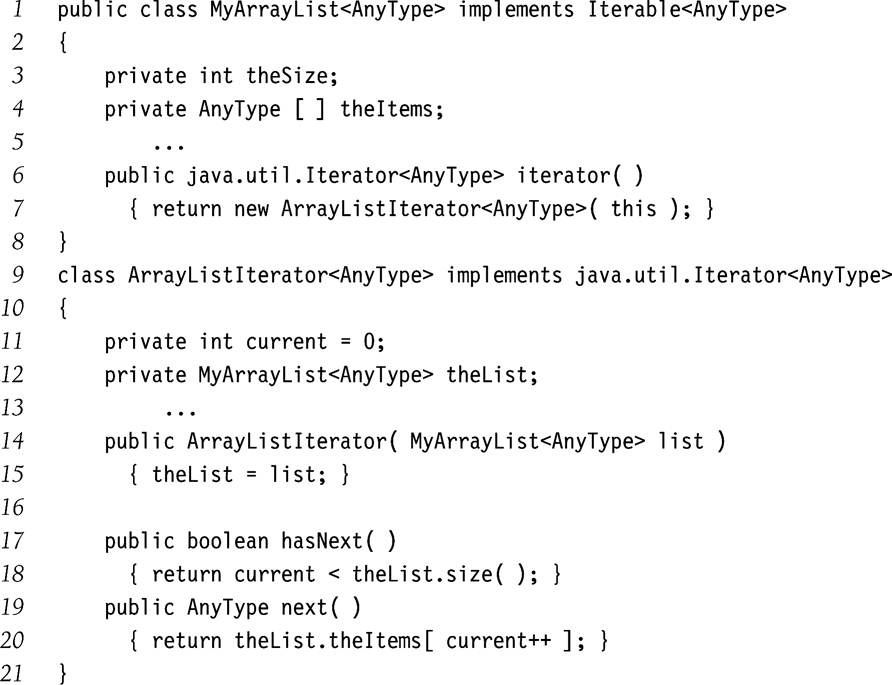 1 public class MyArrayList<AnyType> implements Iterable<AnyType>
2 {
3 private int theSize;
4 private AnyType [ ] theItems;
5 ...
6 public java.util.Iterator<AnyType> iterator( )
7 { return new ArrayListIterator<AnyType>( this ); }
8 }
9 class ArrayListIterator<AnyType> implements java.util.Iterator<AnyType>
10 {
11 private int current = 0;
12 private MyArrayList<AnyType> theList;
13 ...
14 public ArrayListIterator( MyArrayList<AnyType> list )
15 { theList = list; }
16
17 public boolean hasNext( )
18 { return current < theList.size( ); }
19 public AnyType next( )
20 { return theList.theItems[ current++ ]; }
21 }